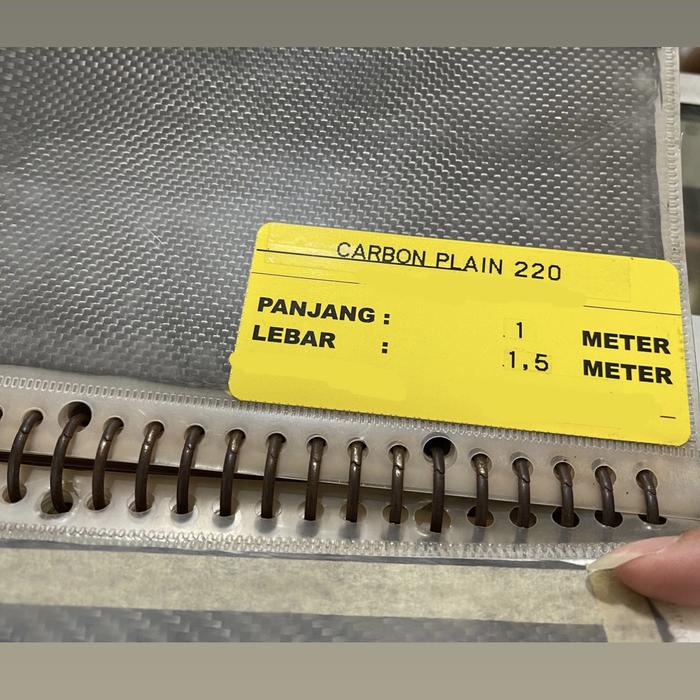 CARBON PLAIN 220
PANJANG : 1 METER
LEBAR : 1,5 METER